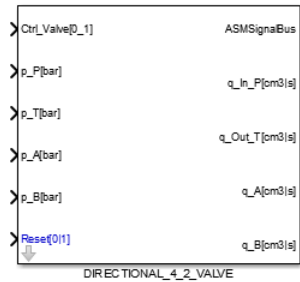 Ctrl_Valve[0_1]
ASMSignalBus
p_P[bar]
q_In_P[cm3|s]
p_T[bar]
q_Out_T[cm3|s]
p_A[bar]
q_A[cm3|s]
p_B[bar]
Reset[0|1]
q_B[cm3|s]
DIRECTIONAL_4_2_VALVE